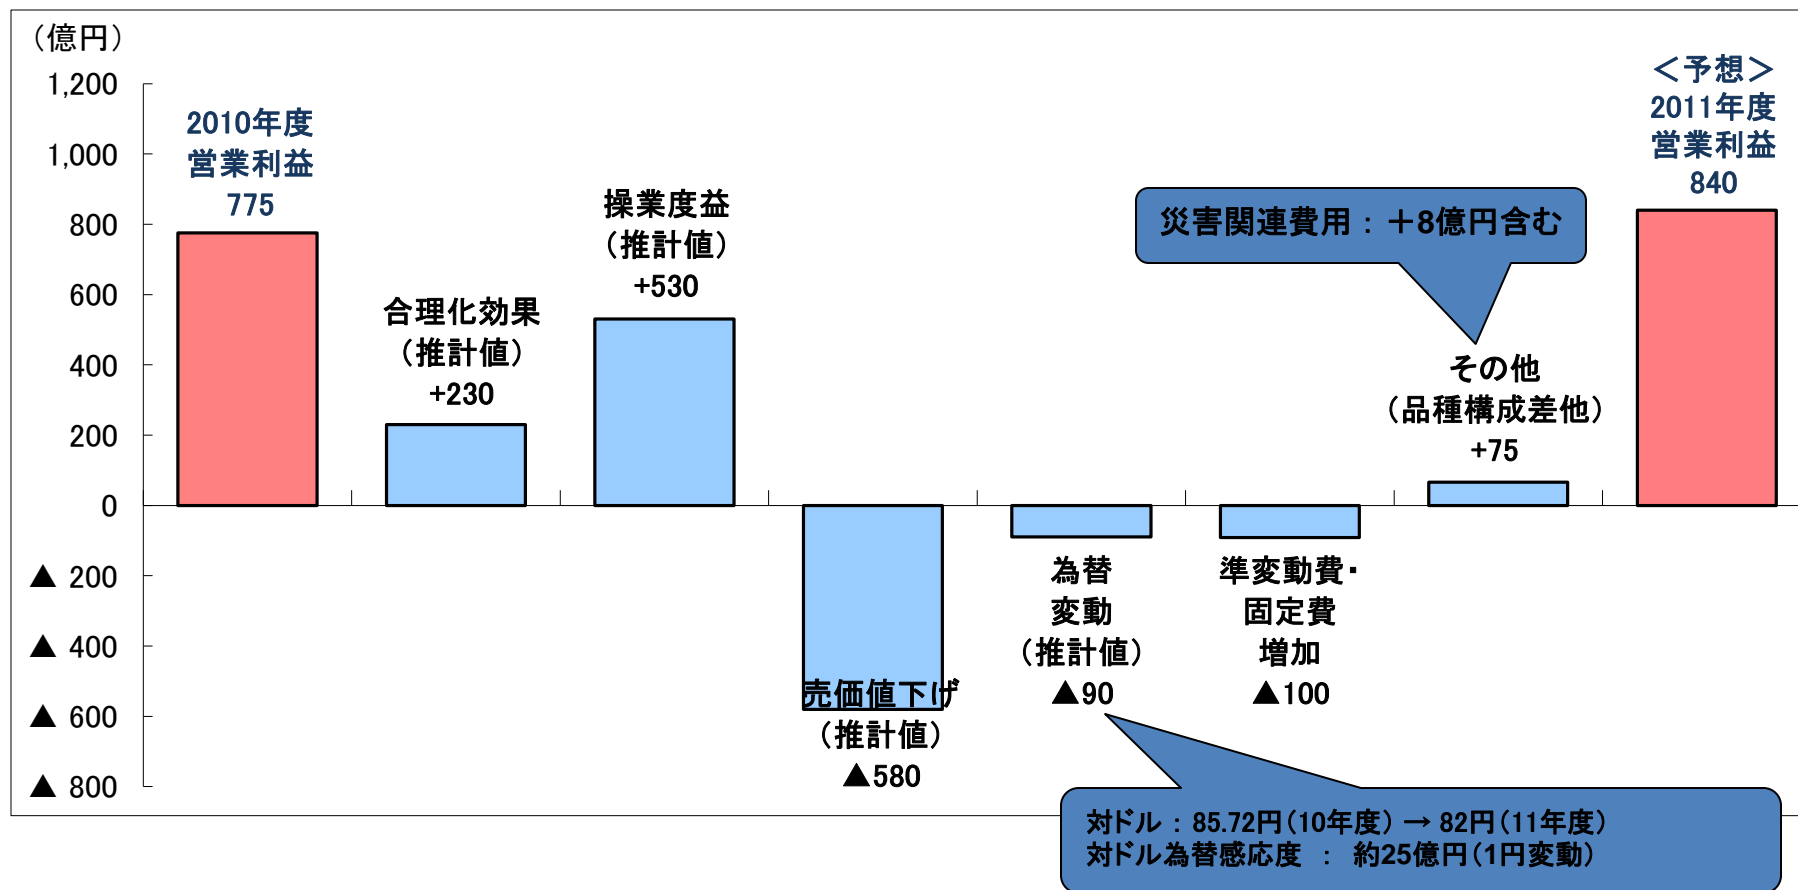 （億円）
1,200
1,000
800
600
400
200
0
▲ 200
▲ 400
▲ 600
▲ 800
2010年度
営業利益
775
合理化効果
（推計値）
+230
操業度益
（推計値）
+530
売価値下げ
（推計値）
▲580
為替
変動
（推計値）
▲90
準変動費・
固定費
増加
▲100
災害関連費用：＋8億円含む
その他
（品種構成差他）
+75
＜予想＞
2011年度
営業利益
840
対ドル：85.72円（10年度）→ 82円（11年度）
対ドル為替感応度 ： 約25億円（1円変動）